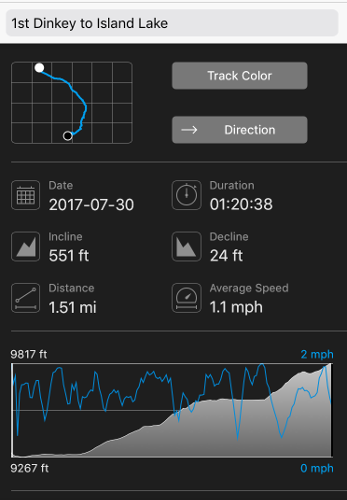 1st Dinkey to Island Lake
Track Color
Direction
Date
2017-07-30
Duration
01:20:38
Incline
551 ft
Decline
24 ft
Distance
1.51 mi
Average Speed
1.1 mph
9817 ft
2 mph
9267 ft
0 mph